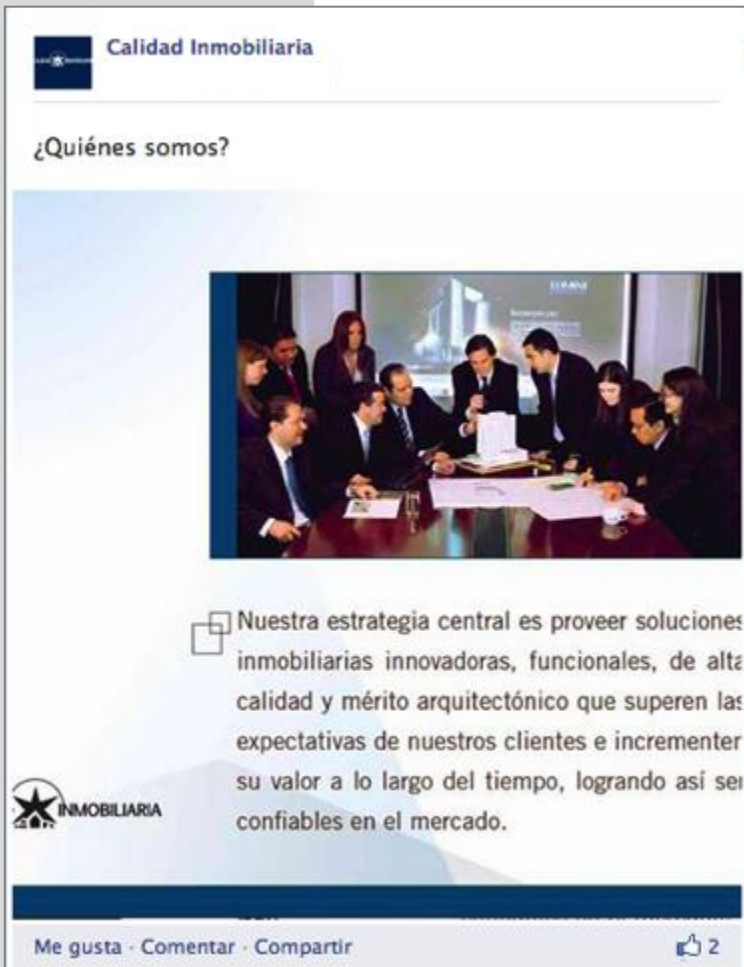 Calidad Inmobiliaria
¿Quiénes somos?
Nuestra estrategia central es proveer soluciones
inmobiliarias innovadoras, funcionales, de alta
calidad y mérito arquitectónico que superen las
expectativas de nuestros clientes e incrementen
su valor a lo largo del tiempo, logrando así ser
confiables en el mercado.
INMOBILIARIA
Me gusta · Comentar · Compartir
2